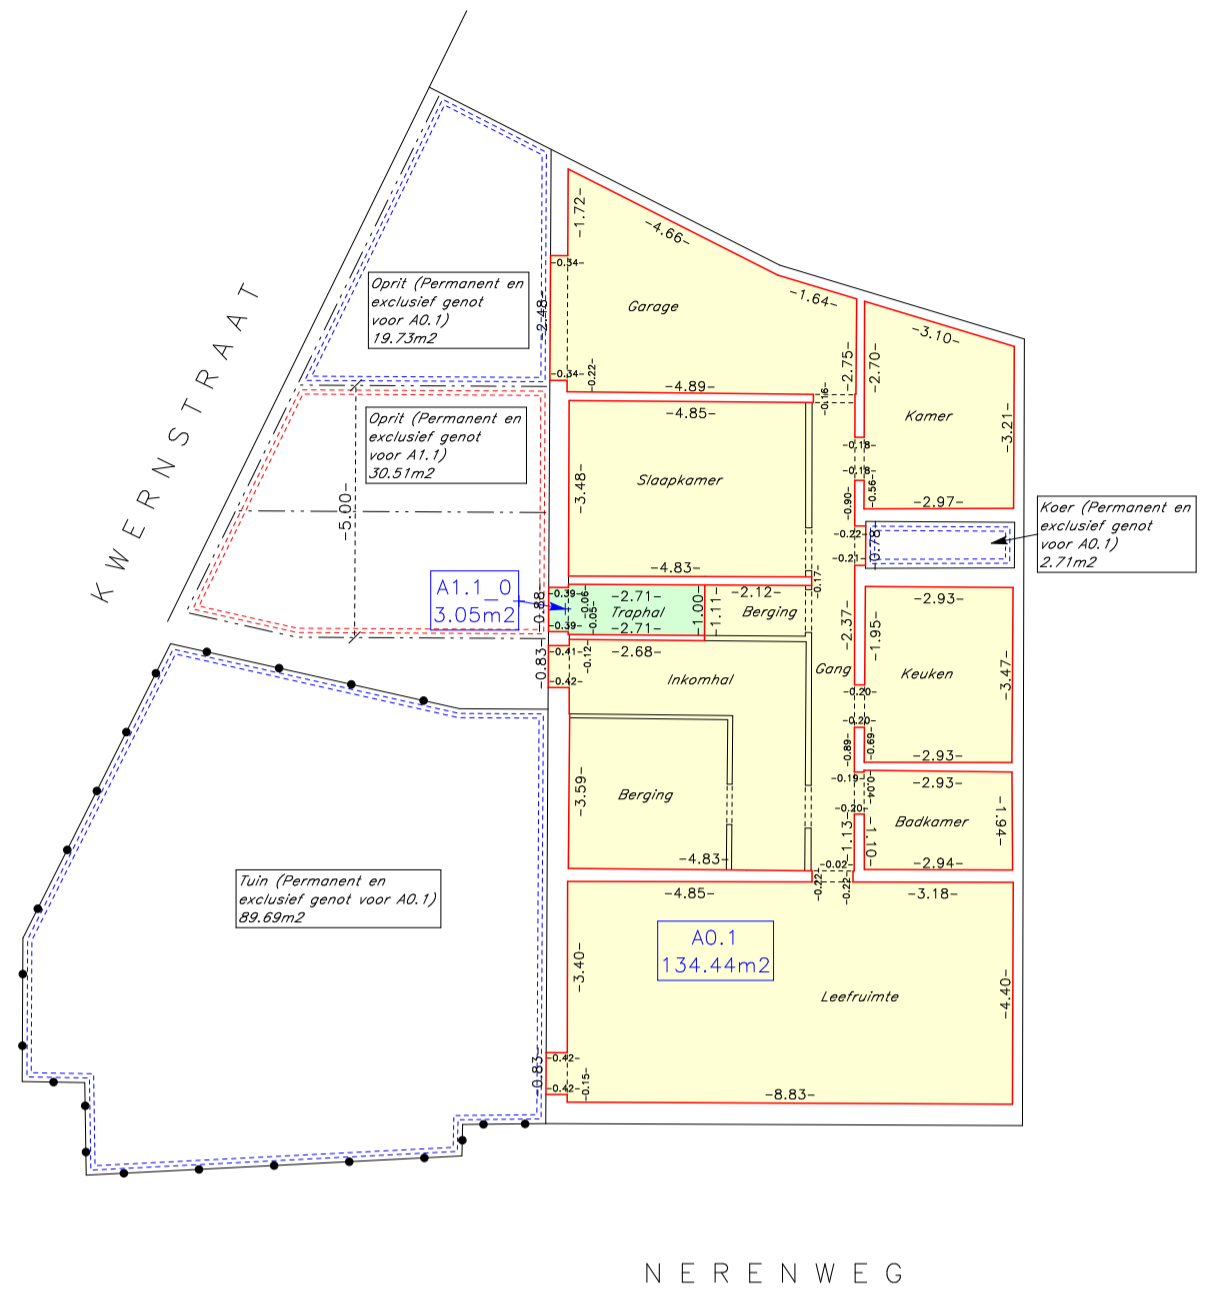 KWERNSTRAAT
Oprit (Permanent en
exclusief genot
voor A0.1)
19.73m2
Oprit (Permanent en
exclusief genot
voor A1.1)
30.51m2
-5.00-
A1.1_0
3.05m2
-1.72-
-4.66-
-1.64-
-0.34-
-2.48-
-0.34-
-0.22-
Garage
-4.89-
-2.75-
-0.16-
-3.10-
-2.70-
Kamer
-3.21-
-0.18-
-0.18-
-0.56-
-0.90-
-2.97-
-4.85-
Slaapkamer
-3.48-
-4.83-
Koer (Permanent en
exclusief genot
voor A0.1)
2.71m2
-0.22-
-0.78-
-0.21-
-0.17-
-0.88-
-0.39-
-0.06-
-0.05-
-0.39-
-2.71-
Traphal
-2.71-
-1.00-
-1.11-
-2.12-
Berging
-0.83-
-0.41-
-0.12-
-0.42-
-2.68-
Inkomhal
Gang
-2.37-
-2.93-
-1.95-
Keuken
-3.47-
-0.20-
-0.20-
-0.69-
-0.89-
-2.93-
-3.59-
Berging
-4.83-
-2.93-
-0.19-
-0.04-
-0.20-
Badkamer
-1.94-
-1.13-
-1.10-
-2.94-
-0.02-
-0.22-
-0.22-
Tuin (Permanent en
exclusief genot voor A0.1)
89.69m2
-4.85-
-3.18-
A0.1
134.44m2
-3.40-
Leefruimte
-4.40-
-0.83-
-0.42-
-0.42-
-0.15-
-8.83-
NERENWEG